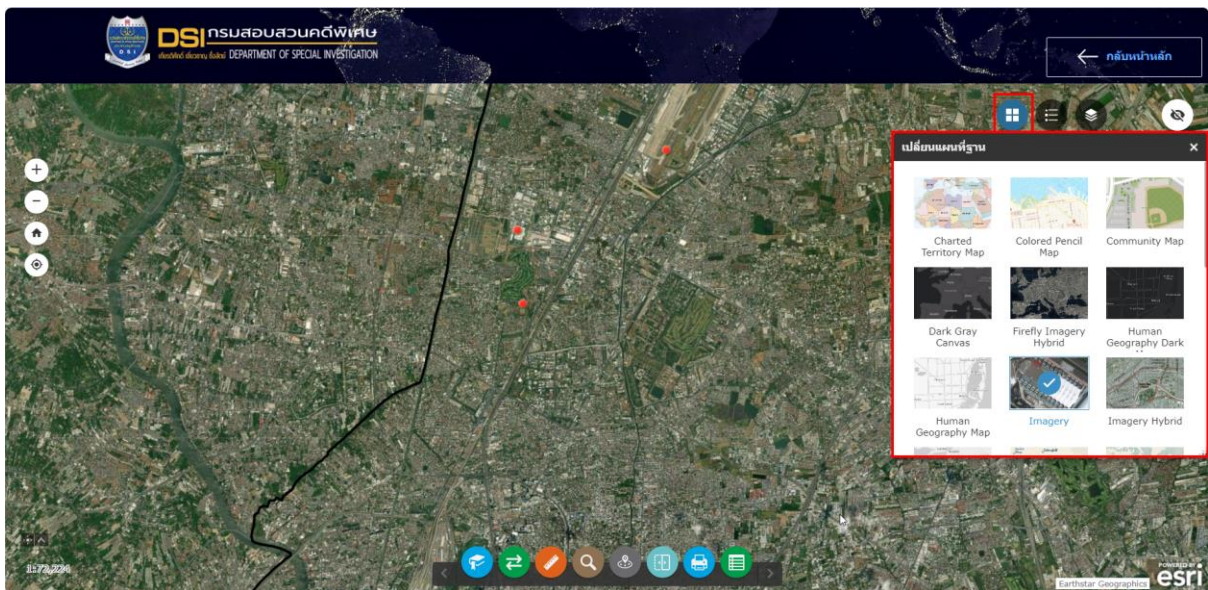 DSI กรมสอบสวนคดีพิเศษ
DEPARTMENT OF SPECIAL INVESTIGATION
กลับหน้าหลัก
เปลี่ยนแผนที่ฐาน
Charted
Territory Map
Colored Pencil
Map
Community Map
Dark Gray
Canvas
Firefly Imagery
Hybrid
Human
Geography Dark
Human
Geography Map
Imagery
Imagery Hybrid
Earthstar Geographics
POWERED BY
esri